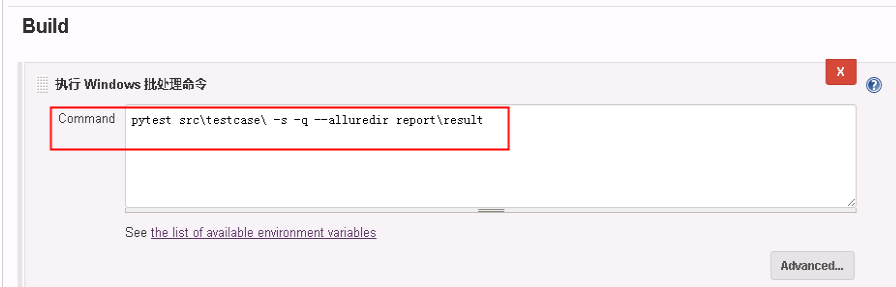 Build
执行 Windows 批处理命令
X
Command
pytest src\testcase\ -s -q --alluredir report\result
See the list of available environment variables
Advanced...